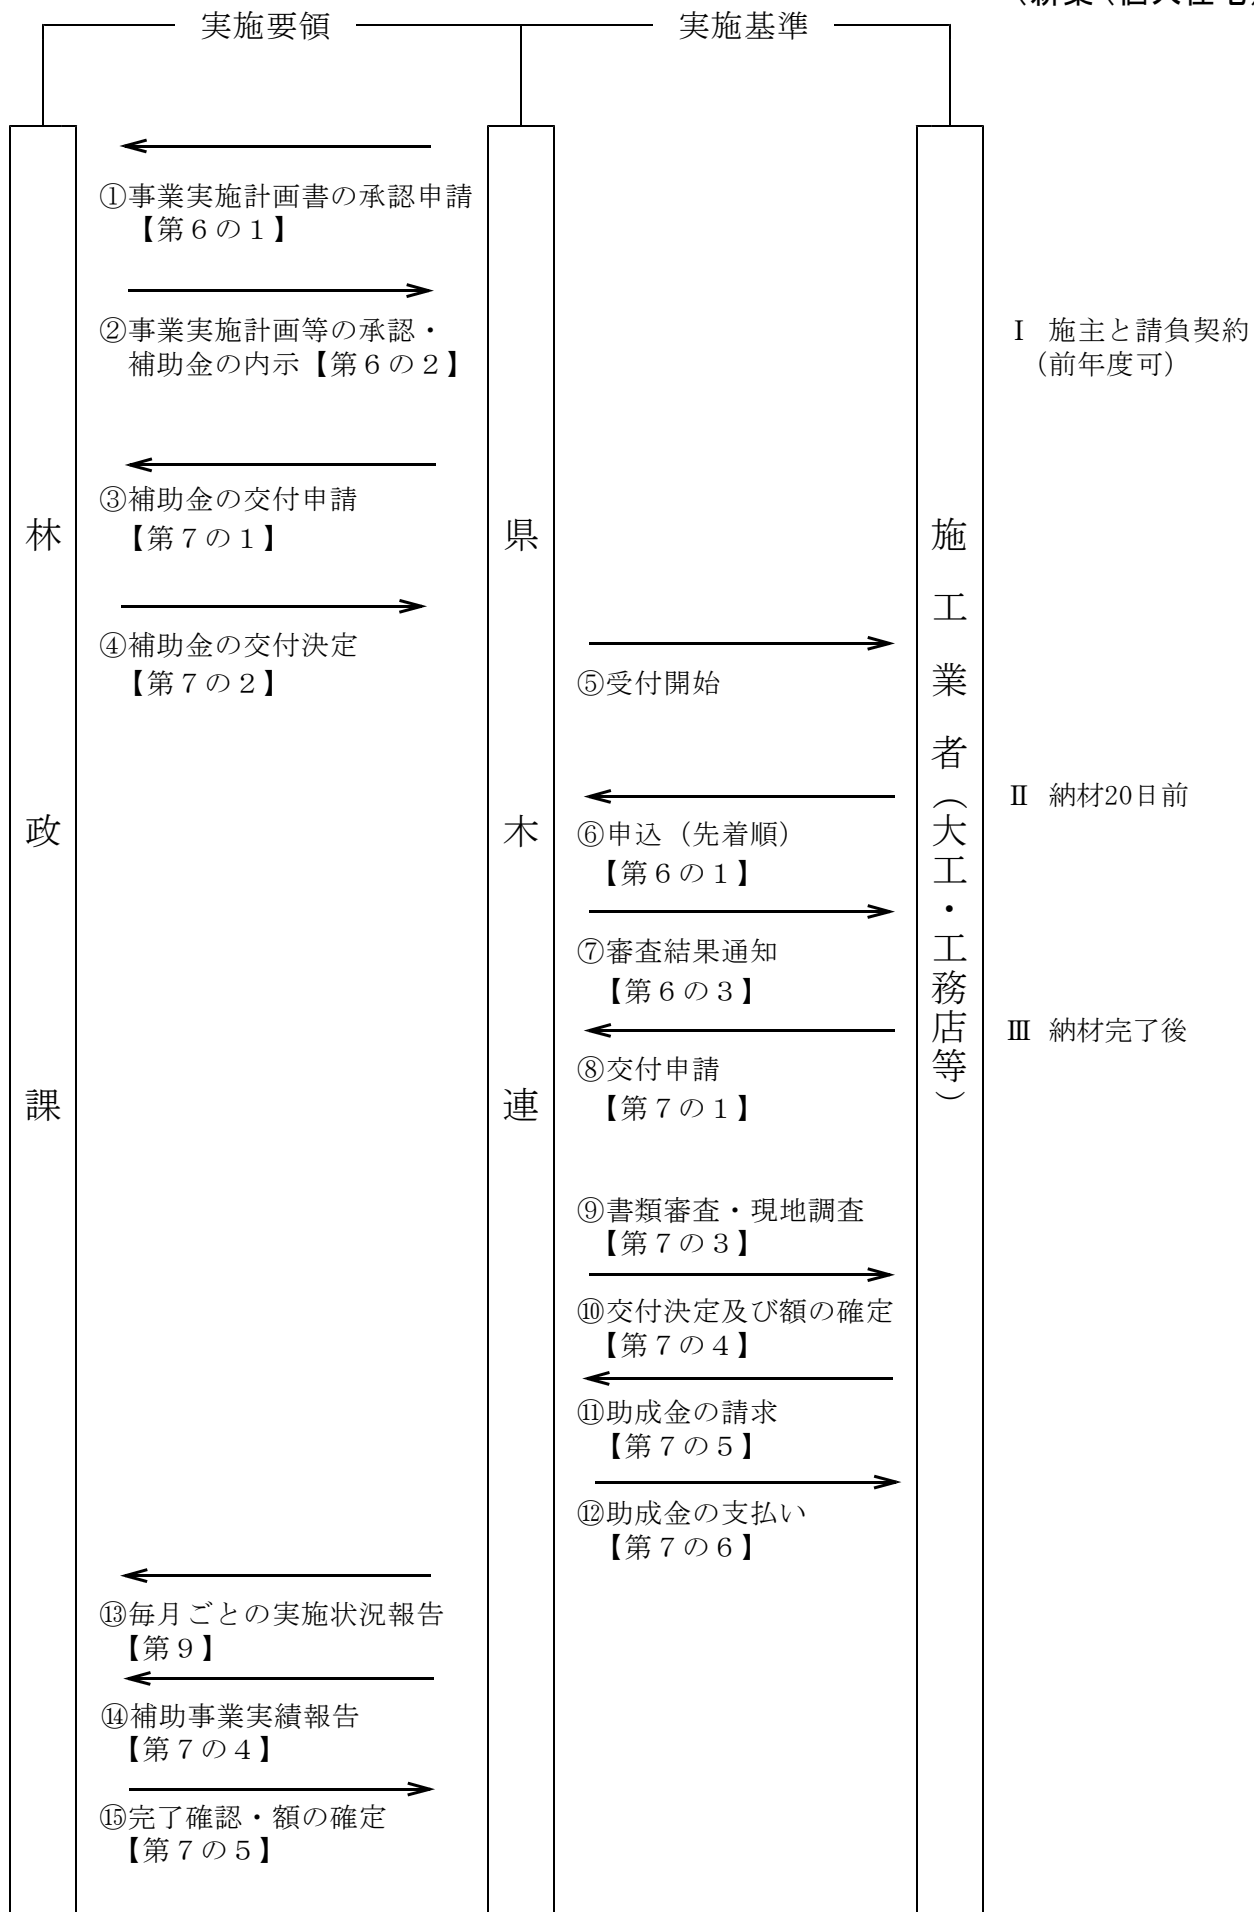 実施要領
実施基準
①事業実施計画書の承認申請
【第６の１】
②事業実施計画等の承認・
補助金の内示【第６の２】
③補助金の交付申請
【第７の１】
④補助金の交付決定
【第７の２】
⑤受付開始
⑥申込（先着順）
【第６の１】
⑦審査結果通知
【第６の３】
⑧交付申請
【第７の１】
⑨書類審査・現地調査
【第７の３】
⑩交付決定及び額の確定
【第７の４】
⑪助成金の請求
【第７の５】
⑫助成金の支払い
【第７の６】
⑬毎月ごとの実施状況報告
【第９】
⑭補助事業実績報告
【第７の４】
⑮完了確認・額の確定
【第７の５】
林政課
県木連
施工業者（大工・工務店等）
Ⅰ 施主と請負契約
（前年度可）
Ⅱ 納材20日前
Ⅲ 納材完了後